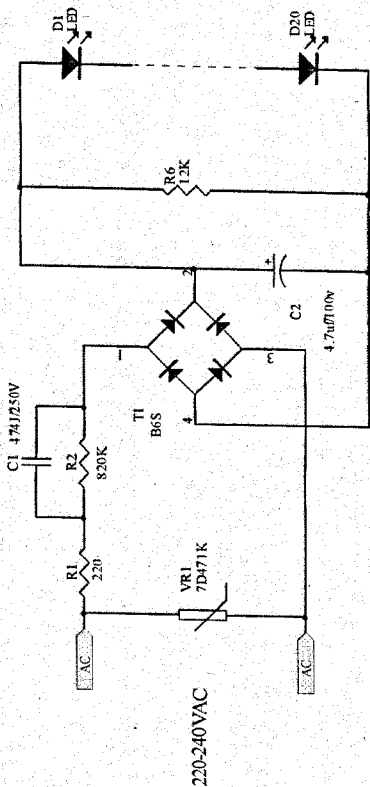 D1
LED
D20
LED
R6
12K
2
C2
4.7uf/100v
C1 474J/250V
R2
820K
1
T1
B6S
4
3
R1
220
VR1
7D471K
AC
AC
220-240VAC